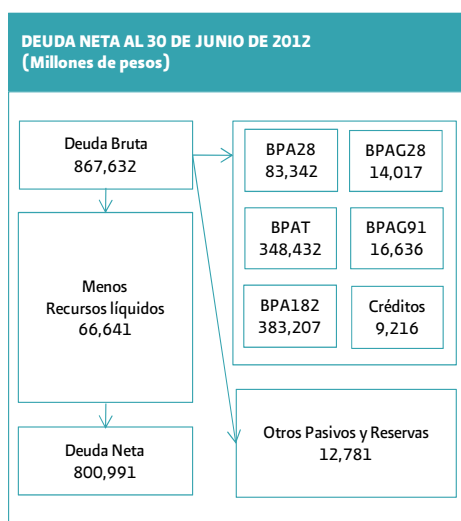 DEUDA NETA AL 30 DE JUNIO DE 2012
(Millones de pesos)
Deuda Bruta
867,632
Menos
Recursos líquidos
66,641
Deuda Neta
800,991
BPA28
83,342
BPAG28
14,017
BPAT
348,432
BPAG91
16,636
BPA182
383,207
Créditos
9,216
Otros Pasivos y Reservas
12,781